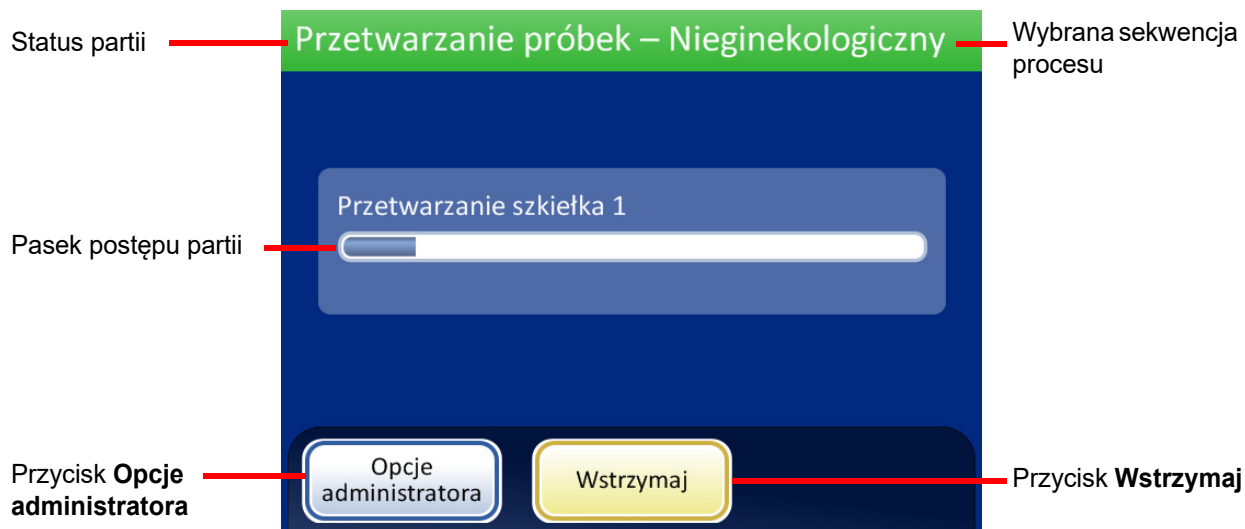 Status partii
Przetwarzanie próbek – Nieginekologiczny
Wybrana sekwencja
procesu
Przetwarzanie szkiełka 1
Pasek postępu partii
Przycisk Opcje
administratora
Opcje
administratora
Wstrzymaj
Przycisk Wstrzymaj